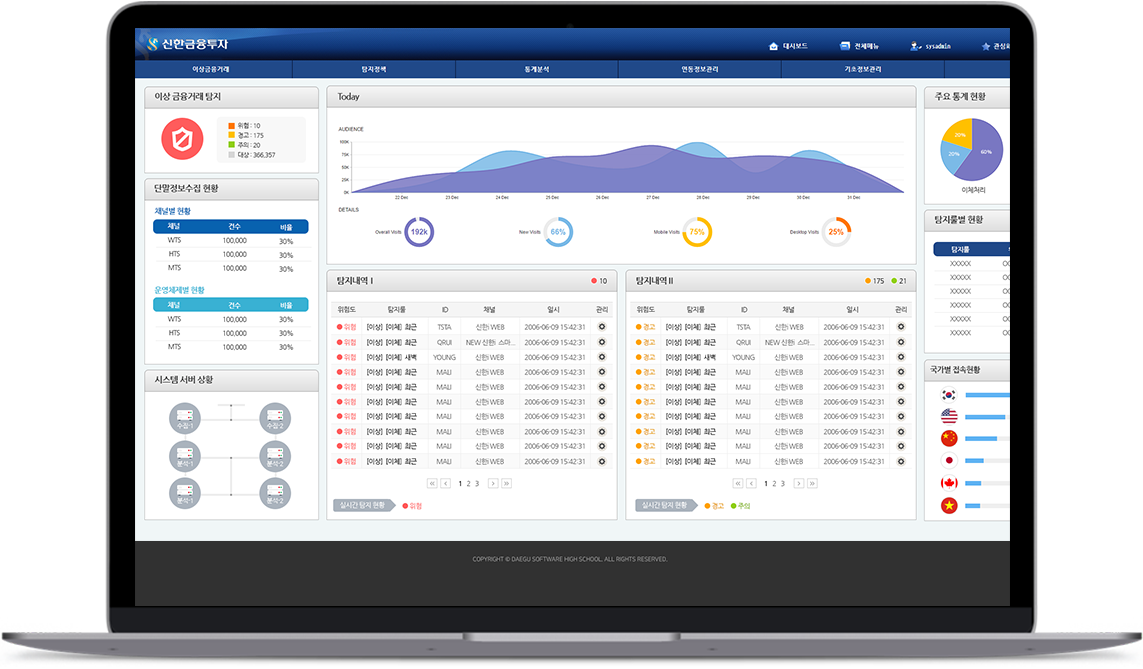 신한금융투자
대시보드
전체메뉴
sysadmin
이상금융거래
탐지정책
통계분석
연동정보관리
기초정보관리
이상 금융거래 탐지
위험 : 10
경고 : 175
주의 : 20
대상 : 366,357
단말정보수집 현황
채널별 현황
채널 건수 비율
WTS 100,000 30%
HTS 100,000 30%
MTS 100,000 30%
운영체제별 현황
채널 건수 비율
WTS 100,000 30%
HTS 100,000 30%
MTS 100,000 30%
시스템 서버 상황
수집-1
수집-2
분석-1
분석-2
분석-1
분석-2
Today
AUDIENCE
100K
75K
50K
25K
0K
22 Dec 23 Dec 24 Dec 25 Dec 26 Dec 27 Dec 28 Dec 29 Dec 30 Dec 31 Dec
DETAILS
Overall Visits 192k
New Visits 66%
Mobile Visits 75%
Desktop Visits 25%
탐지내역 I 10
위험도 탐지룰 ID 채널 일시 관리
위험 [이상] [이체] 최근 TSTA 신한i WEB 2006-06-09 15:42:31
위험 [이상] [이체] 최근 QRUI NEW 신한i 스마... 2006-06-09 15:42:31
위험 [이상] [이체] 새벽 YOUNG 신한i WEB 2006-06-09 15:42:31
위험 [이상] [이체] 최근 MALI 신한i WEB 2006-06-09 15:42:31
위험 [이상] [이체] 최근 MALI 신한i WEB 2006-06-09 15:42:31
위험 [이상] [이체] 최근 MALI 신한i WEB 2006-06-09 15:42:31
위험 [이상] [이체] 최근 MALI 신한i WEB 2006-06-09 15:42:31
위험 [이상] [이체] 최근 MALI 신한i WEB 2006-06-09 15:42:31
위험 [이상] [이체] 최근 MALI 신한i WEB 2006-06-09 15:42:31
위험 [이상] [이체] 최근 MALI 신한i WEB 2006-06-09 15:42:31
« ‹ 1 2 3 › »
실시간 탐지 현황 위험
탐지내역 II 175 21
위험도 탐지룰 ID 채널 일시 관리
경고 [이상] [이체] 최근 TSTA 신한i WEB 2006-06-09 15:42:31
경고 [이상] [이체] 최근 QRUI NEW 신한i 스마... 2006-06-09 15:42:31
경고 [이상] [이체] 새벽 YOUNG 신한i WEB 2006-06-09 15:42:31
경고 [이상] [이체] 최근 MALI 신한i WEB 2006-06-09 15:42:31
경고 [이상] [이체] 최근 MALI 신한i WEB 2006-06-09 15:42:31
경고 [이상] [이체] 최근 MALI 신한i WEB 2006-06-09 15:42:31
경고 [이상] [이체] 최근 MALI 신한i WEB 2006-06-09 15:42:31
경고 [이상] [이체] 최근 MALI 신한i WEB 2006-06-09 15:42:31
경고 [이상] [이체] 최근 MALI 신한i WEB 2006-06-09 15:42:31
경고 [이상] [이체] 최근 MALI 신한i WEB 2006-06-09 15:42:31
« ‹ 1 2 3 › »
실시간 탐지 현황 경고 주의
주요 통계 현황
20%
20%
60%
이체처리
탐지룰별 현황
탐지룰
XXXXX
XXXXX
XXXXX
XXXXX
XXXXX
XXXXX
국가별 접속현황
COPYRIGHT © DAEGU SOFTWARE HIGH SCHOOL, ALL RIGHTS RESERVED.